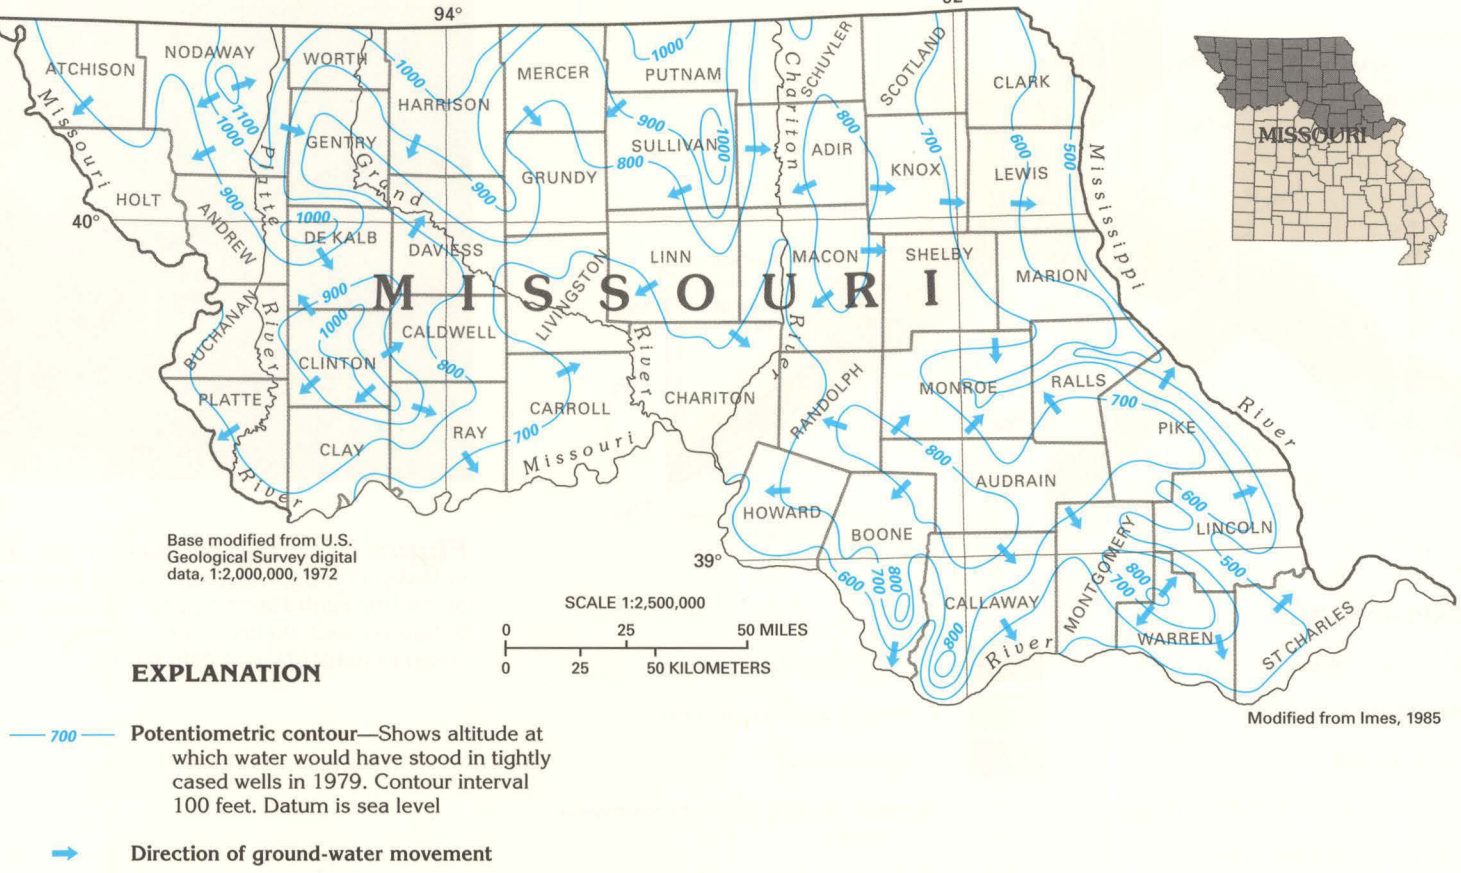 94°
NODAWAY
WORTH
ATCHISON
HARRISON
MERCER
PUTNAM
SCHUYLER
SCOTLAND
CLARK
Missouri
River
HOLT
GENTRY
GRUNDY
SULLIVAN
ADIR
KNOX
LEWIS
Platte
River
Grand
Chariton
River
Mississippi
River
40°
ANDREW
DE KALB
DAVIESS
LIVINGSTON
LINN
MACON
SHELBY
MARION
MISSOURI
BUCHANAN
CLINTON
CALDWELL
River
PLATTE
CLAY
RAY
CARROLL
CHARITON
RANDOLPH
MONROE
RALLS
PIKE
Missouri
River
HOWARD
BOONE
AUDRAIN
MONTGOMERY
LINCOLN
39°
CALLAWAY
WARREN
ST CHARLES
River
1000
1000
1100
1000
900
1000
900
1000
900
800
700
900
800
1000
800
700
600
500
700
800
600
500
600
700
800
800
800
700
MISSOURI
Base modified from U.S.
Geological Survey digital
data, 1:2,000,000, 1972
SCALE 1:2,500,000
0 25 50 MILES
0 25 50 KILOMETERS
Modified from Imes, 1985
EXPLANATION
700 Potentiometric contour—Shows altitude at
which water would have stood in tightly
cased wells in 1979. Contour interval
100 feet. Datum is sea level
Direction of ground-water movement